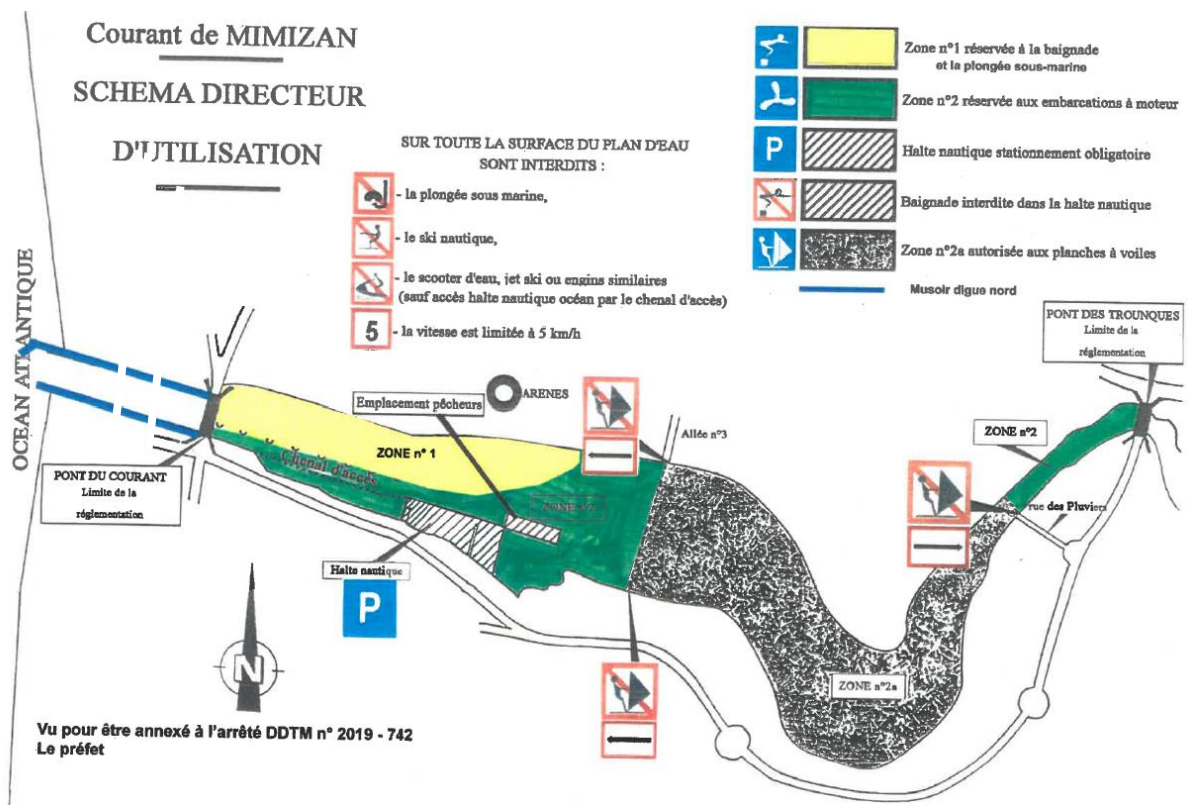 Courant de MIMIZAN
SCHEMA DIRECTEUR
D'UTILISATION
SUR TOUTE LA SURFACE DU PLAN D'EAU
SONT INTERDITS :
- la plongée sous marine,
- le ski nautique,
- le scooter d'eau, jet ski ou engins similaires
(sauf accès halte nautique océan par le chenal d'accès)
5 - la vitesse est limitée à 5 km/h
Zone n°1 réservée à la baignade
et la plongée sous-marine
Zone n°2 réservée aux embarcations à moteur
P Halte nautique stationnement obligatoire
Baignade interdite dans la halte nautique
Zone n°2a autorisée aux planches à voiles
Musoir digue nord
OCEAN ATLANTIQUE
PONT DES TROUNQUES
Limite de la
réglementation
Emplacement pêcheurs
ARENES
Allée n°3
ZONE n°2
ZONE n° 1
Chenal d'accès
PONT DU COURANT
Limite de la
réglementation
ZONE n°2
rue des Pluviers
Halte nautique
P
ZONE n°2a
N
Vu pour être annexé à l'arrêté DDTM n° 2019 - 742
Le préfet